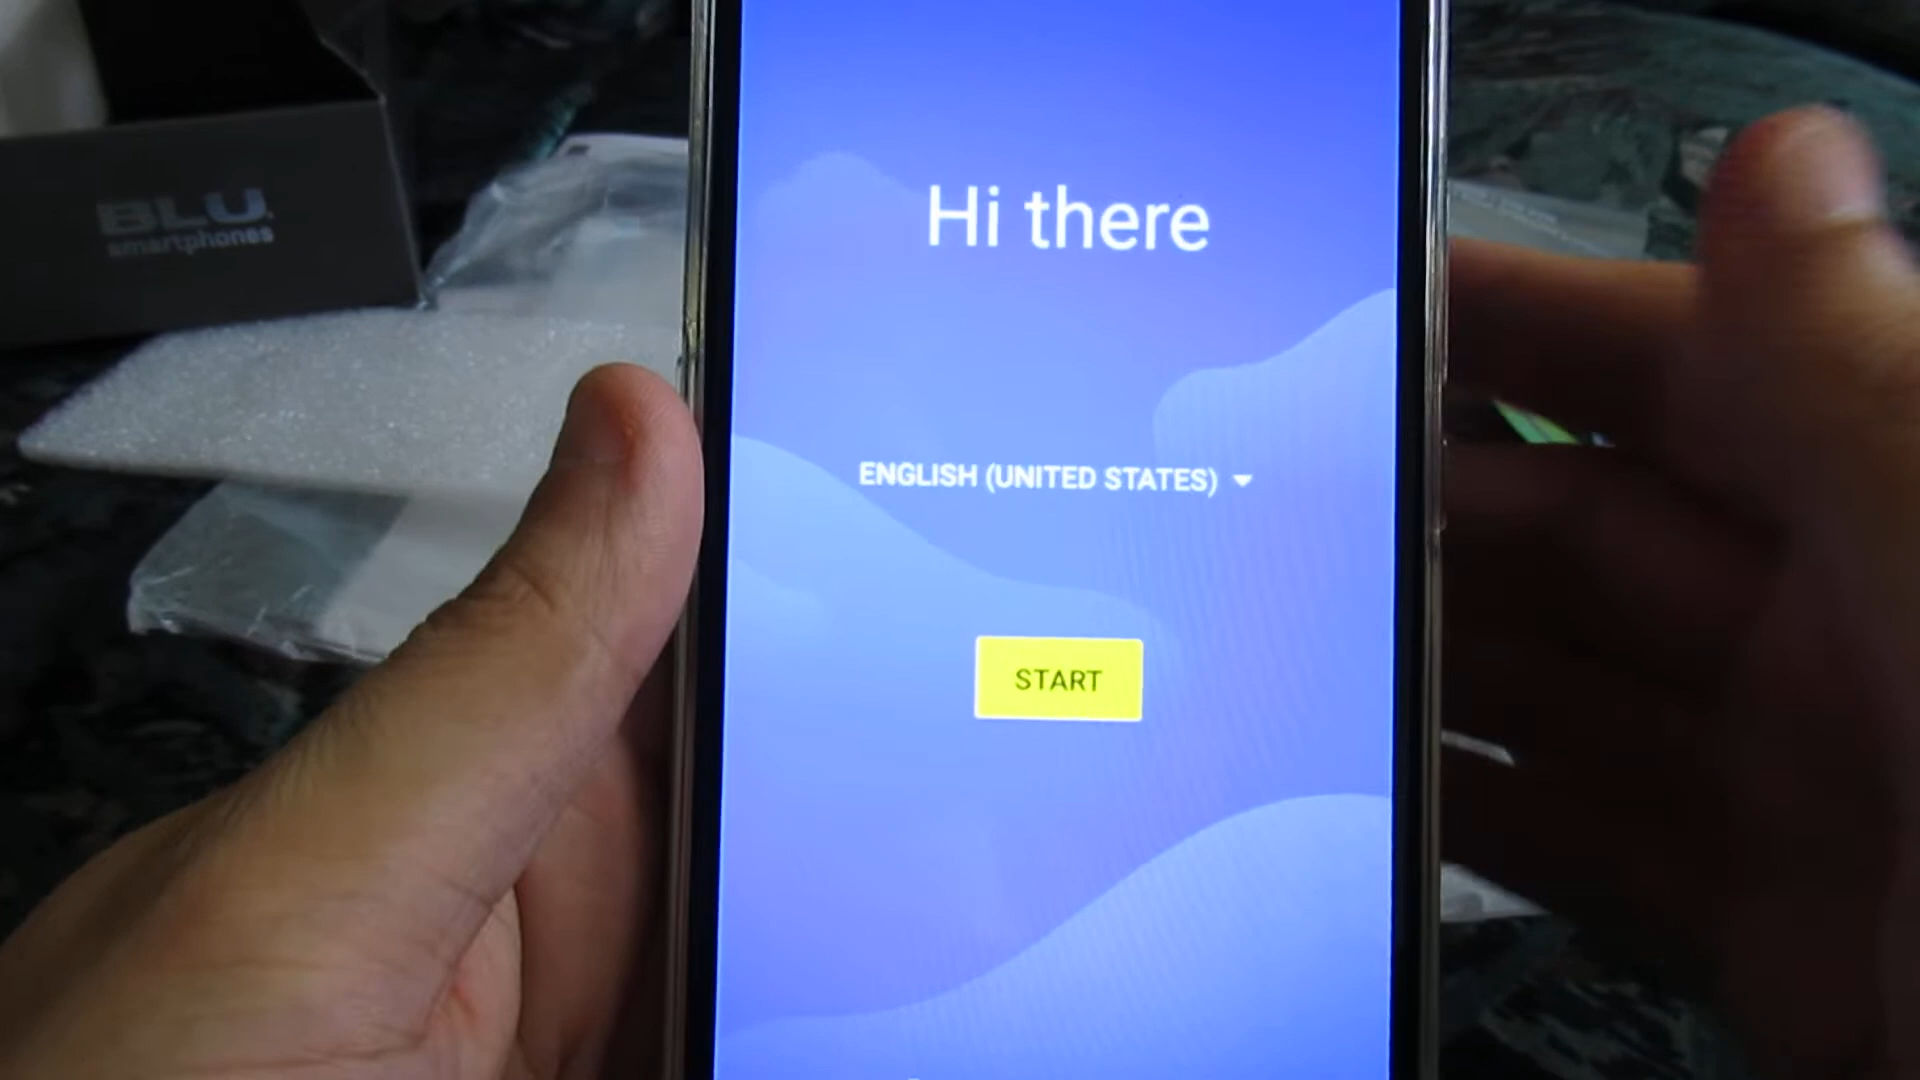 Hi there
BLU
smartphones
ENGLISH (UNITED STATES)
START